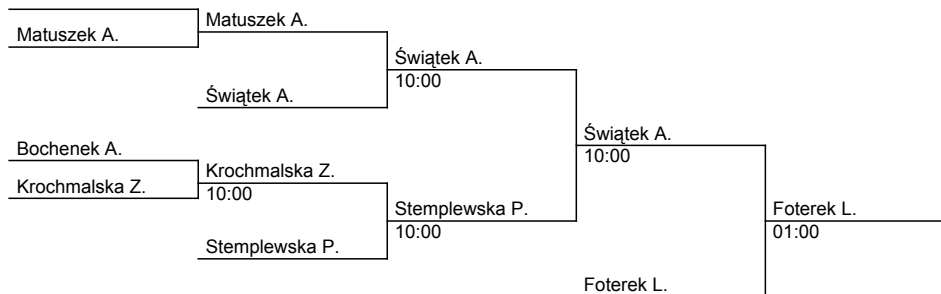 Matuszek A.
Matuszek A.
Świątek A.
10:00
Świątek A.
Świątek A.
10:00
Bochenek A.
Krochmalska Z.
Krochmalska Z.
10:00
Stemplewska P.
10:00
Foterek L.
01:00
Stemplewska P.
Foterek L.